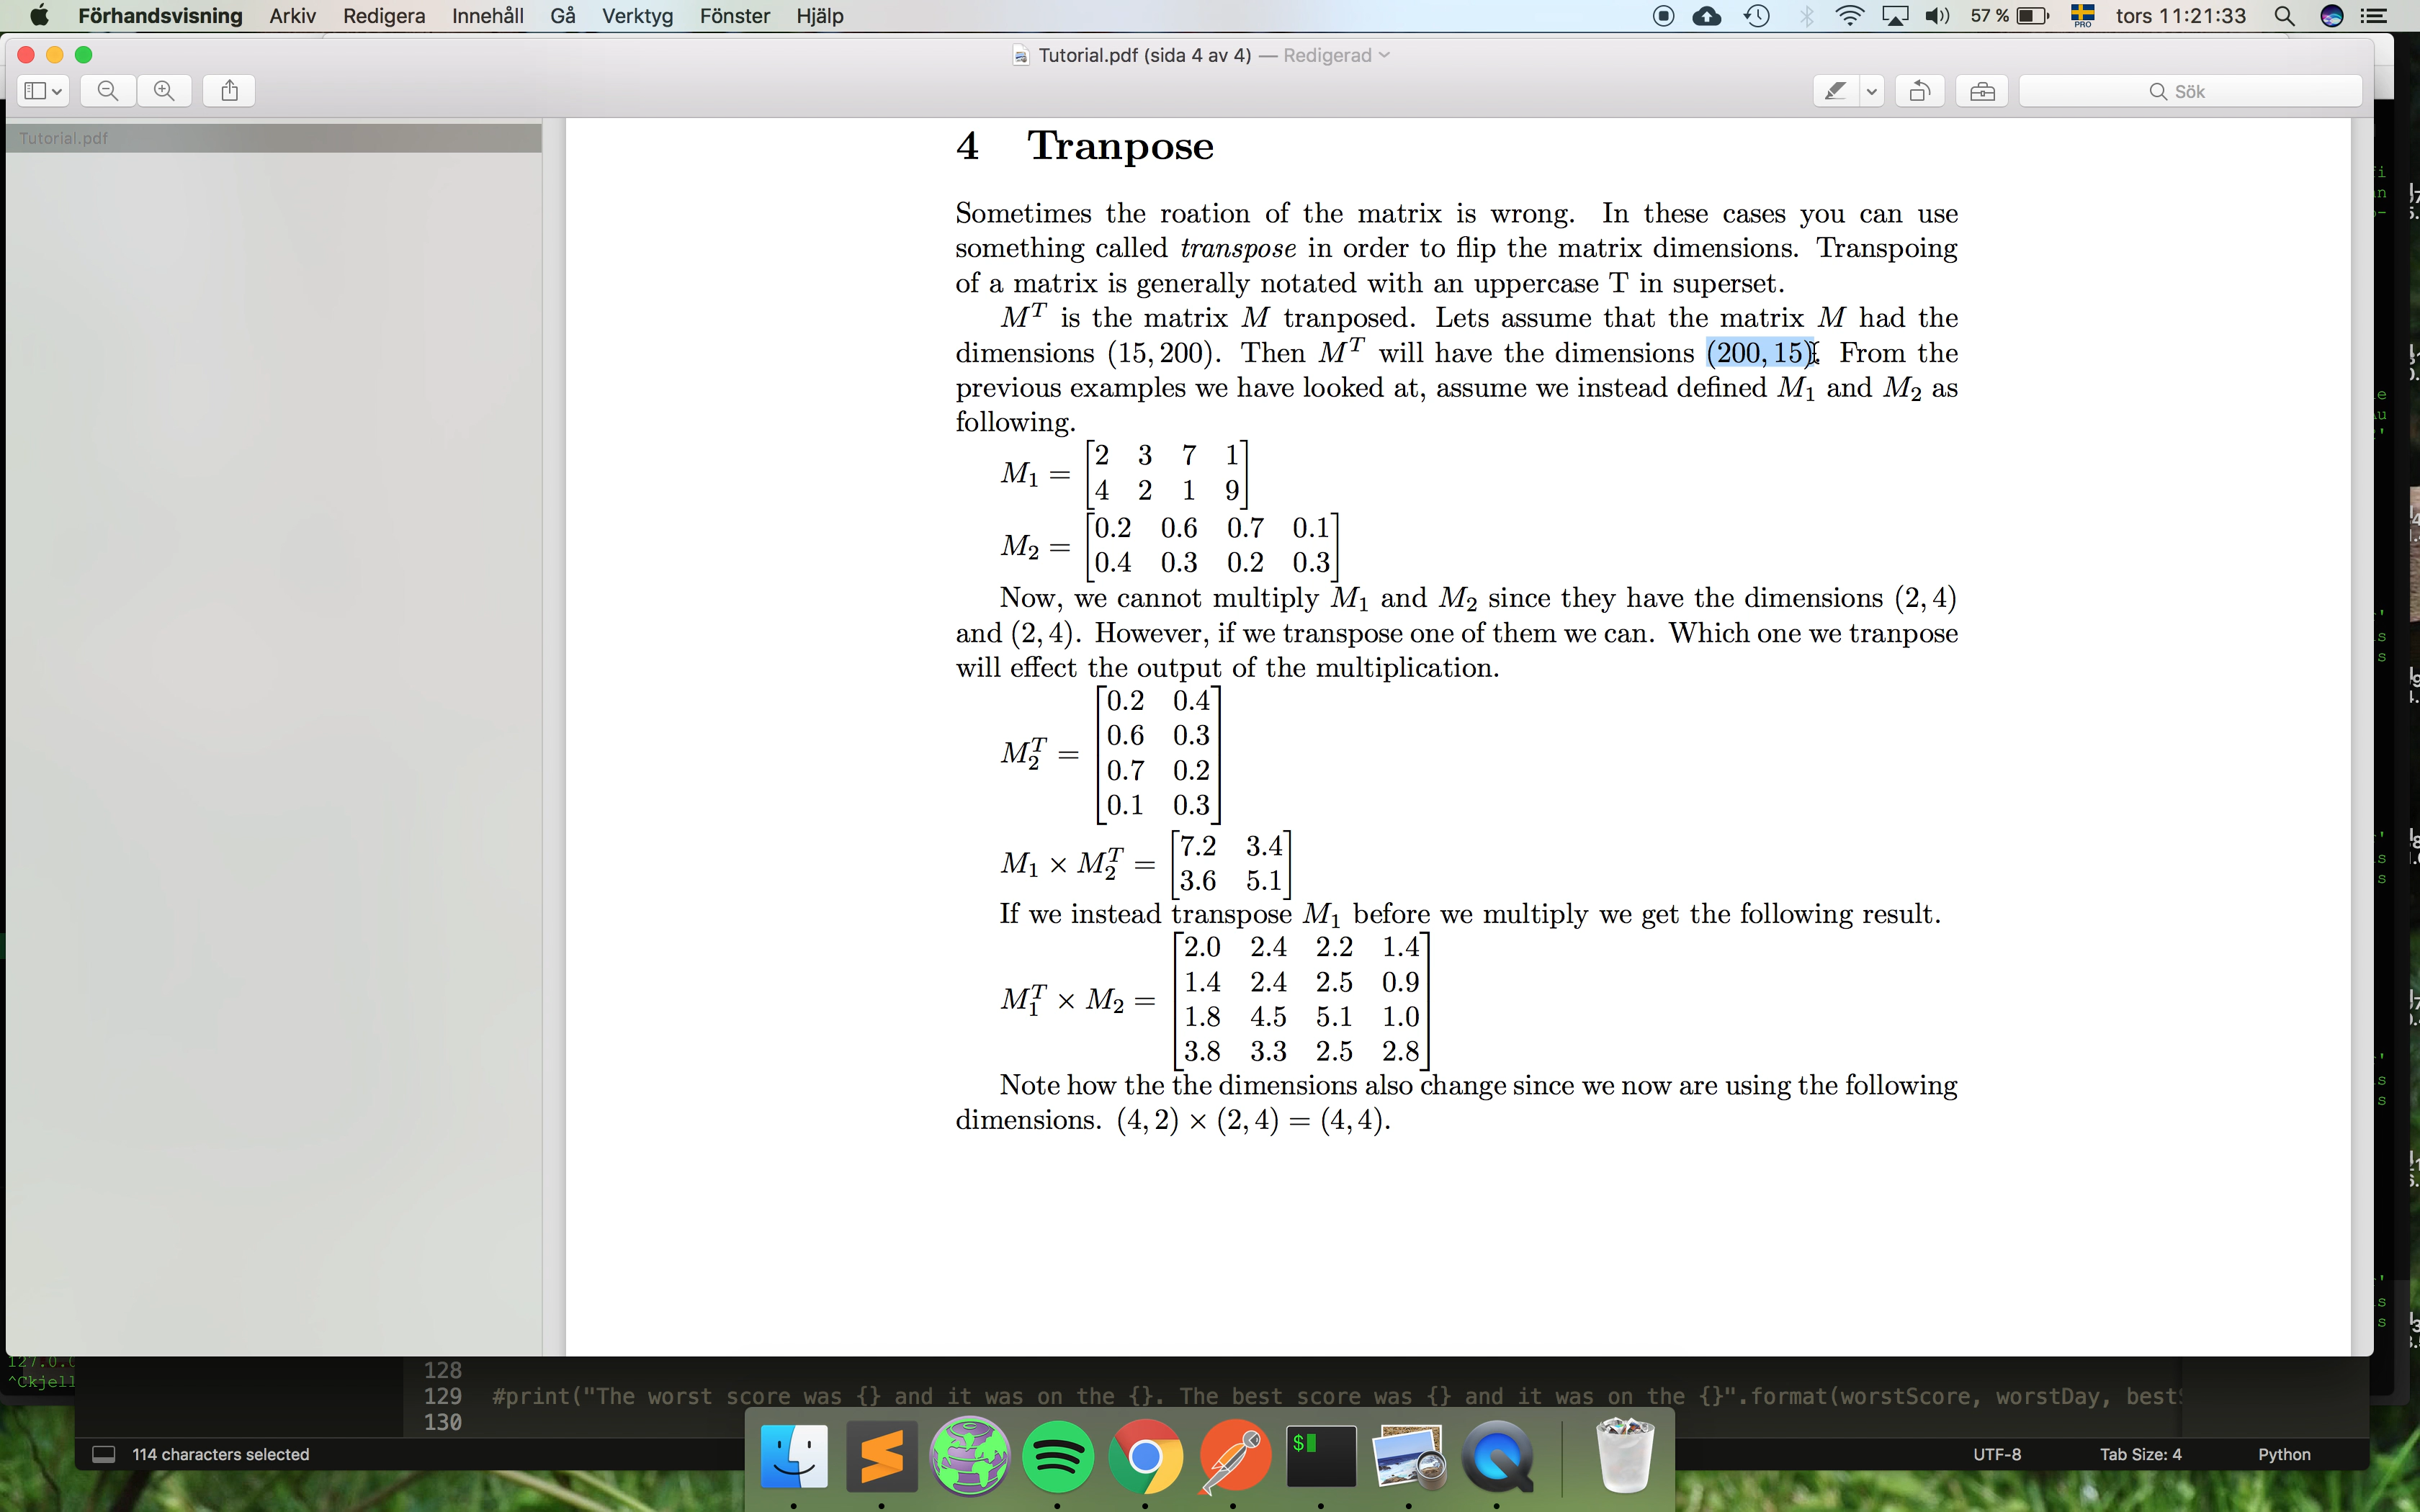 Förhandsvisning Arkiv Redigera Innehåll Gå Verktyg Fönster Hjälp 57 % PRO tors 11:21:33
Tutorial.pdf (sida 4 av 4) — Redigerad
Sök
Tutorial.pdf
4 Tranpose
Sometimes the roation of the matrix is wrong. In these cases you can use
something called transpose in order to flip the matrix dimensions. Transpoing
of a matrix is generally notated with an uppercase T in superset.
M^T is the matrix M tranposed. Lets assume that the matrix M had the
dimensions (15, 200). Then M^T will have the dimensions (200, 15). From the
previous examples we have looked at, assume we instead defined M₁ and M₂ as
following.
M₁ = [2 3 7 1
4 2 1 9]
M₂ = [0.2 0.6 0.7 0.1
0.4 0.3 0.2 0.3]
Now, we cannot multiply M₁ and M₂ since they have the dimensions (2, 4)
and (2, 4). However, if we transpose one of them we can. Which one we tranpose
will effect the output of the multiplication.
M₂^T = [0.2 0.4
0.6 0.3
0.7 0.2
0.1 0.3]
M₁ × M₂^T = [7.2 3.4
3.6 5.1]
If we instead transpose M₁ before we multiply we get the following result.
M₁^T × M₂ = [2.0 2.4 2.2 1.4
1.4 2.4 2.5 0.9
1.8 4.5 5.1 1.0
3.8 3.3 2.5 2.8]
Note how the the dimensions also change since we now are using the following
dimensions. (4, 2) × (2, 4) = (4, 4).
127.0.0
^Ckjell
128
129 #print("The worst score was {} and it was on the {}. The best score was {} and it was on the {}".format(worstScore, worstDay, best
130
114 characters selected UTF-8 Tab Size: 4 Python
$